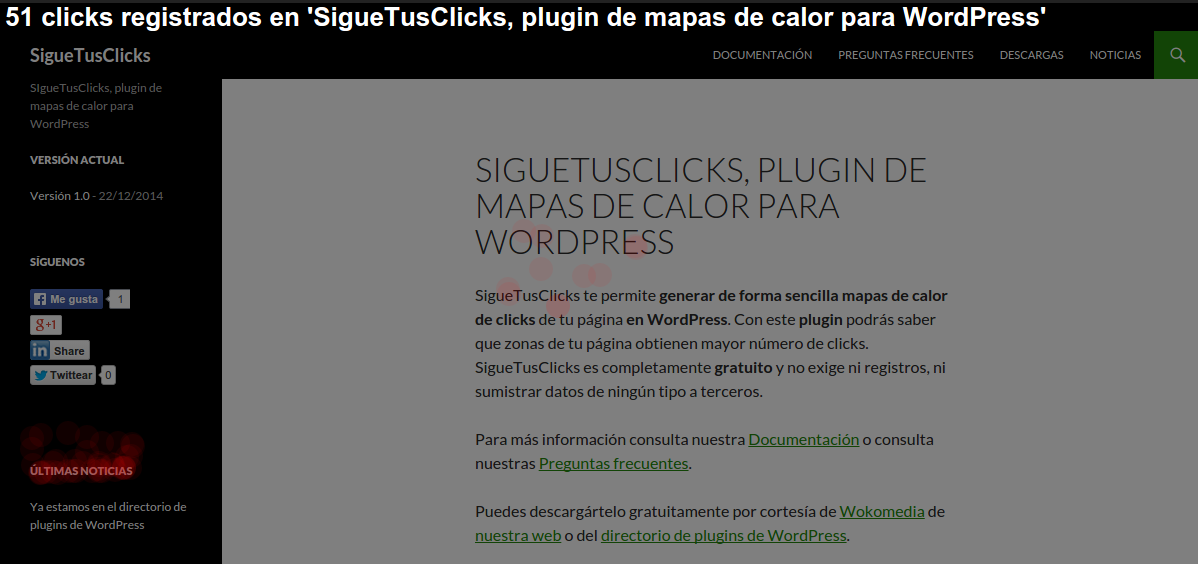 51 clicks registrados en 'SigueTusClicks, plugin de mapas de calor para WordPress'
SigueTusClicks
DOCUMENTACIÓN PREGUNTAS FRECUENTES DESCARGAS NOTICIAS
SIgueTusClicks, plugin de
mapas de calor para
WordPress
VERSIÓN ACTUAL
Versión 1.0 - 22/12/2014
SÍGUENOS
Me gusta 1
g+1
in Share
Twittear 0
ÚLTIMAS NOTICIAS
Ya estamos en el directorio de
plugins de WordPress
SIGUETUSCLICKS, PLUGIN DE
MAPAS DE CALOR PARA
WORDPRESS
SigueTusClicks te permite generar de forma sencilla mapas de calor
de clicks de tu página en WordPress. Con este plugin podrás saber
que zonas de tu página obtienen mayor número de clicks.
SigueTusClicks es completamente gratuito y no exige ni registros, ni
sumistrar datos de ningún tipo a terceros.
Para más información consulta nuestra Documentación o consulta
nuestras Preguntas frecuentes.
Puedes descargártelo gratuitamente por cortesía de Wokomedia de
nuestra web o del directorio de plugins de WordPress.